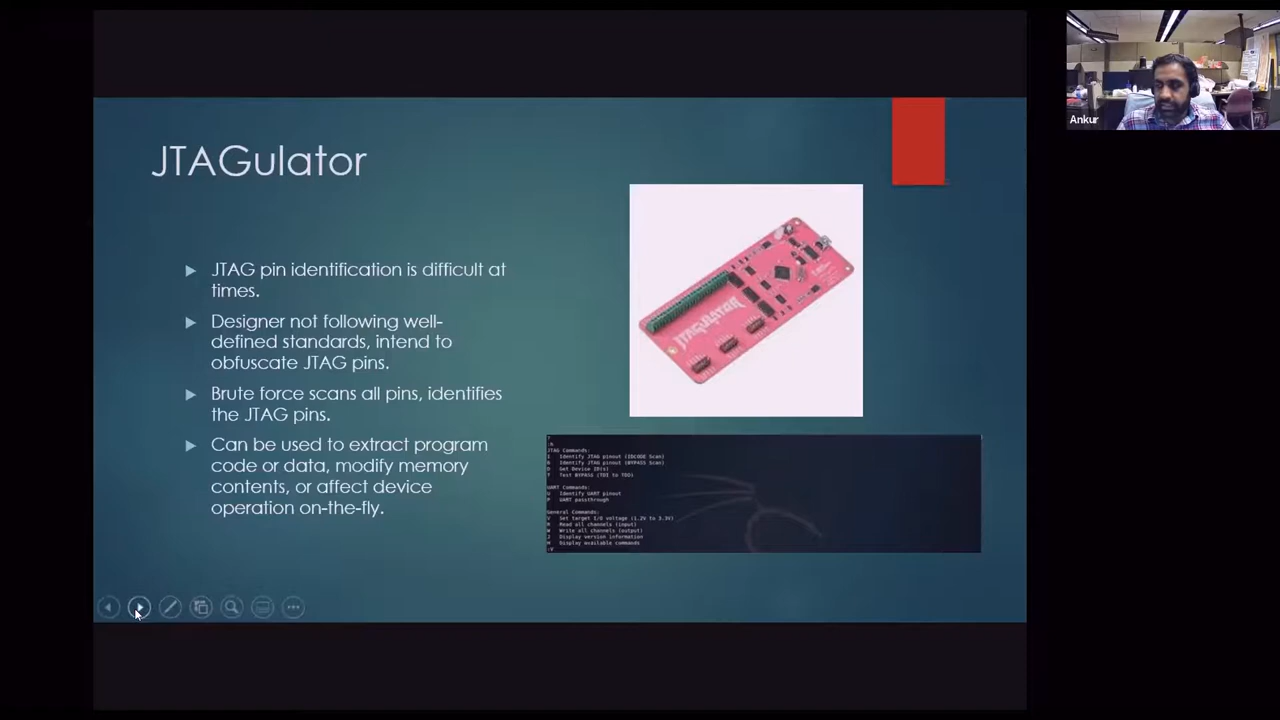 JTAGulator
JTAG pin identification is difficult at
times.
Designer not following well-
defined standards, intend to
obfuscate JTAG pins.
Brute force scans all pins, identifies
the JTAG pins.
Can be used to extract program
code or data, modify memory
contents, or affect device
operation on-the-fly.
JTAGULATOR
?
:h
JTAG Commands:
I Identify JTAG pinout (IDCODE Scan)
B Identify JTAG pinout (BYPASS Scan)
D Get Device ID(s)
T Test BYPASS (TDI to TDO)
UART Commands:
U Identify UART pinout
P UART passthrough
General Commands:
V Set target I/O voltage (1.2V to 3.3V)
R Read all channels (input)
W Write all channels (output)
J Display version information
H Display available commands
:V
Ankur